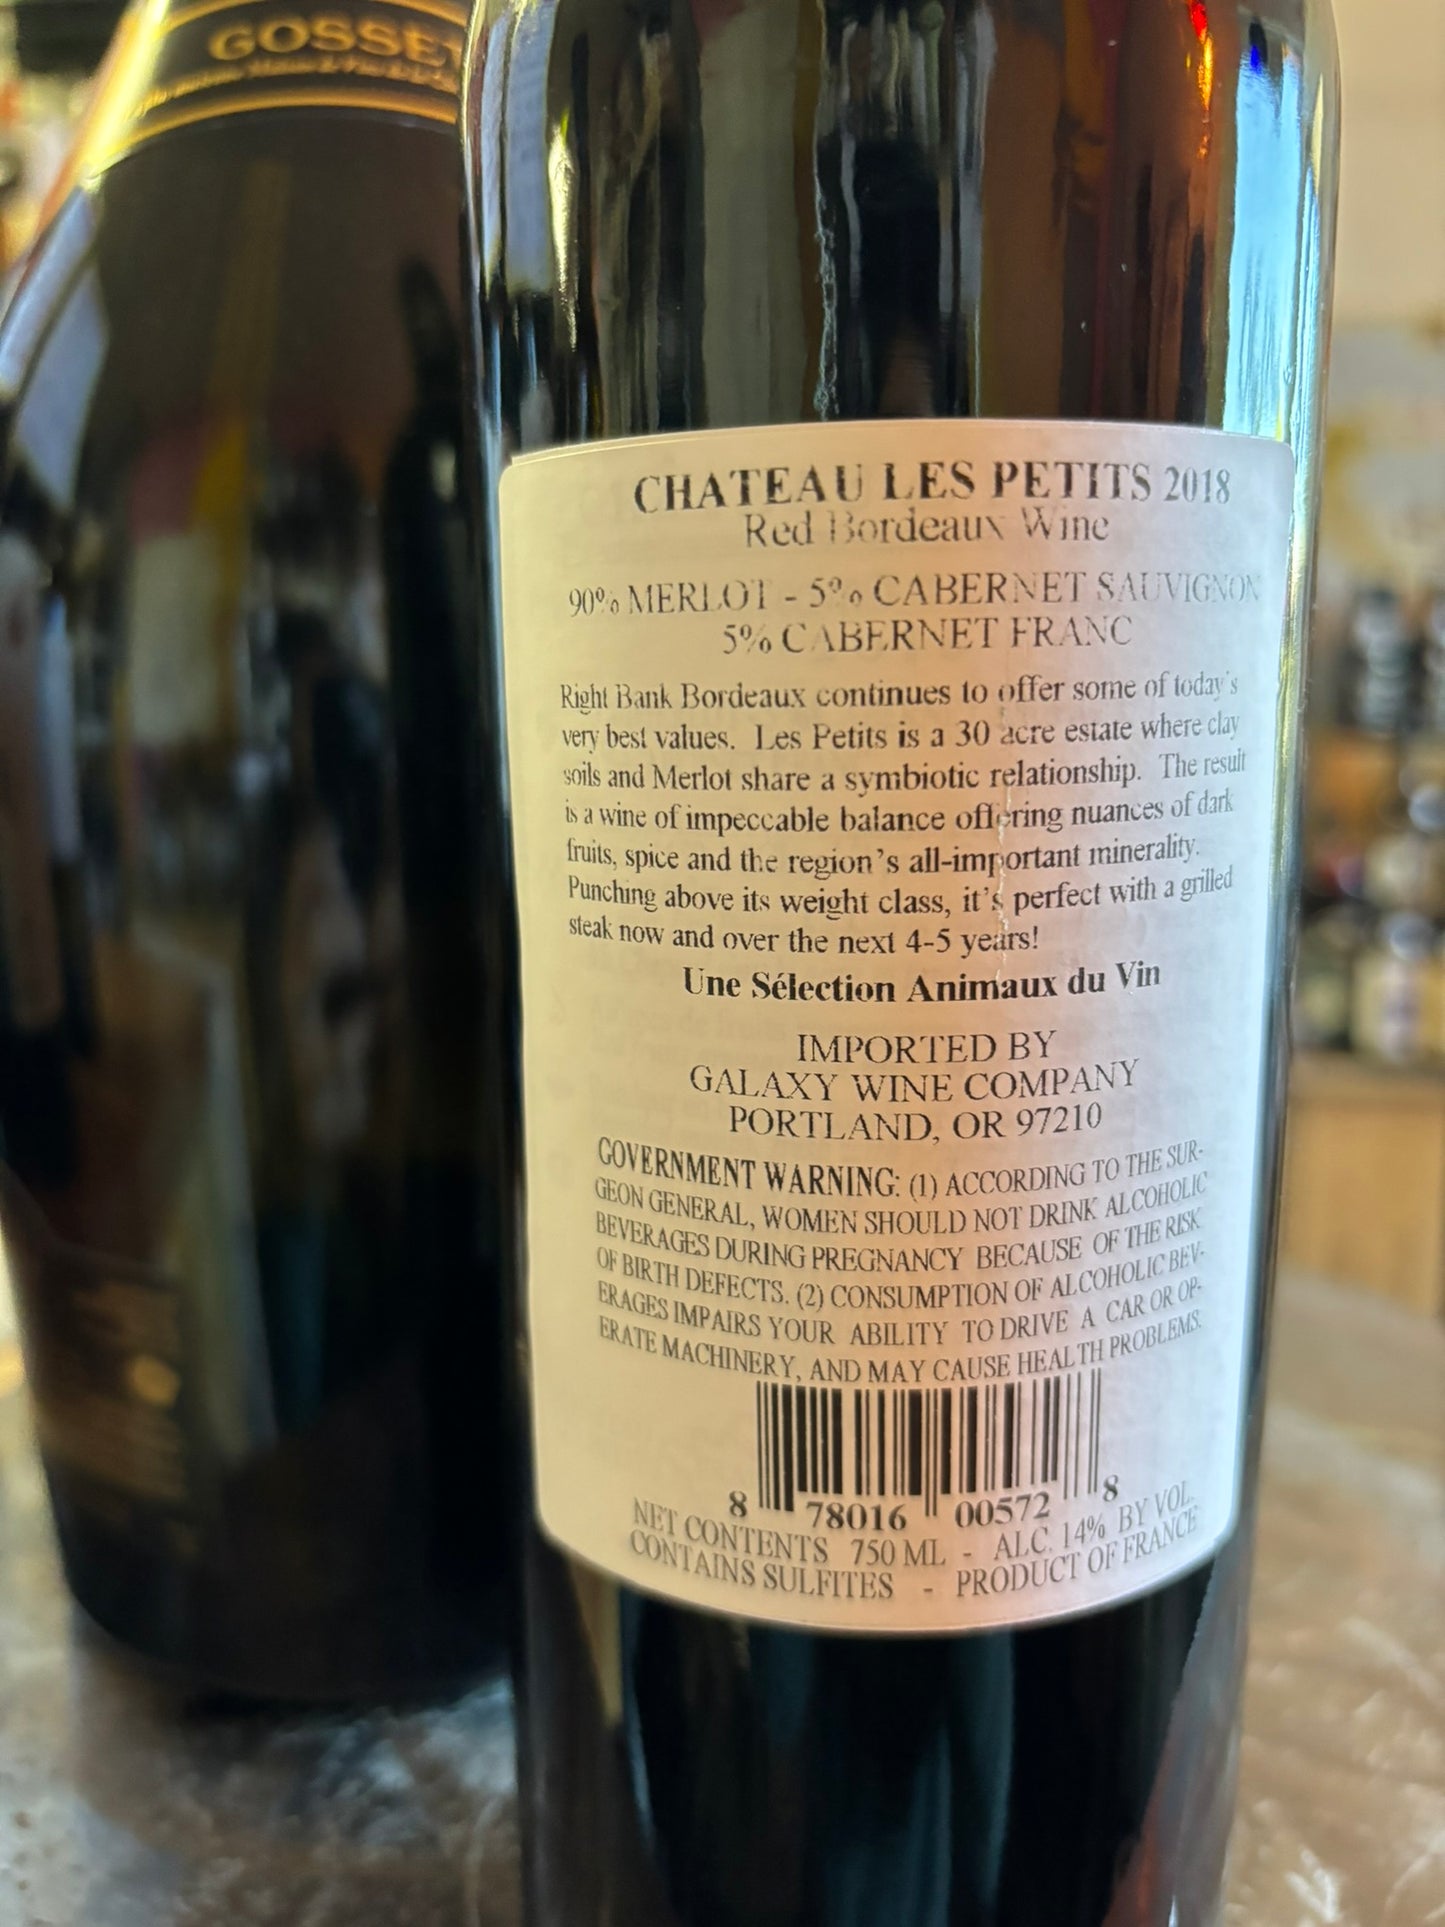 GOSSET
CHATEAU LES PETITS 2018
Red Bordeaux Wine
90% MERLOT - 5% CABERNET SAUVIGNON
5% CABERNET FRANC
Right Bank Bordeaux continues to offer some of today's
very best values. Les Petits is a 30 acre estate where clay
soils and Merlot share a symbiotic relationship. The result
is a wine of impeccable balance offering nuances of dark
fruits, spice and the region's all-important minerality.
Punching above its weight class, it's perfect with a grilled
steak now and over the next 4-5 years!
Une Sélection Animaux du Vin
IMPORTED BY
GALAXY WINE COMPANY
PORTLAND, OR 97210
GOVERNMENT WARNING: (1) ACCORDING TO THE SUR-
GEON GENERAL, WOMEN SHOULD NOT DRINK ALCOHOLIC
BEVERAGES DURING PREGNANCY BECAUSE OF THE RISK
OF BIRTH DEFECTS. (2) CONSUMPTION OF ALCOHOLIC BEV-
ERAGES IMPAIRS YOUR ABILITY TO DRIVE A CAR OR OP-
ERATE MACHINERY, AND MAY CAUSE HEALTH PROBLEMS.
8 78016 00572 8
NET CONTENTS 750 ML - ALC. 14% BY VOL.
CONTAINS SULFITES - PRODUCT OF FRANCE